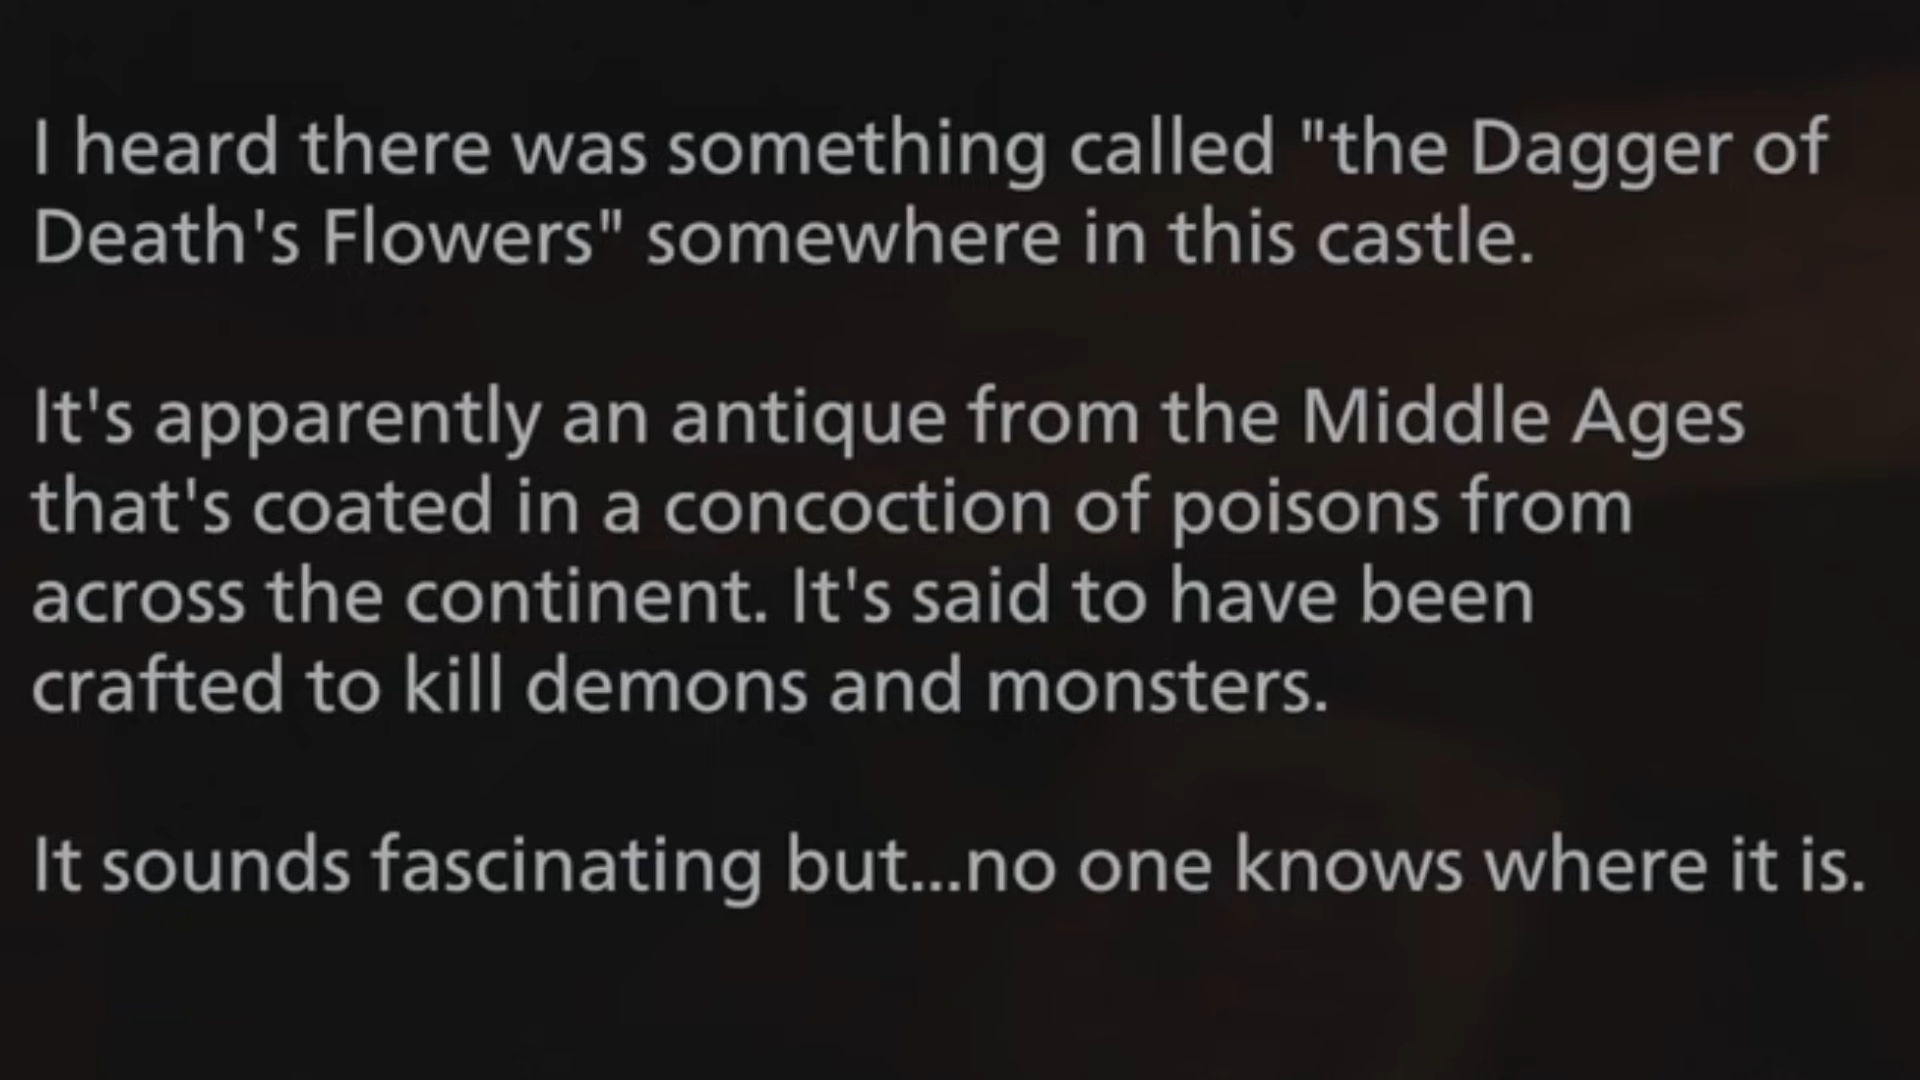 I heard there was something called "the Dagger of
Death's Flowers" somewhere in this castle.
It's apparently an antique from the Middle Ages
that's coated in a concoction of poisons from
across the continent. It's said to have been
crafted to kill demons and monsters.
It sounds fascinating but...no one knows where it is.